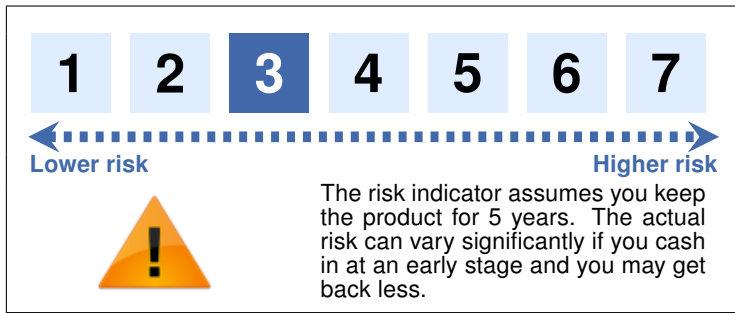 1 2 3 4 5 6 7
Lower risk Higher risk
The risk indicator assumes you keep
the product for 5 years. The actual
risk can vary significantly if you cash
in at an early stage and you may get
back less.